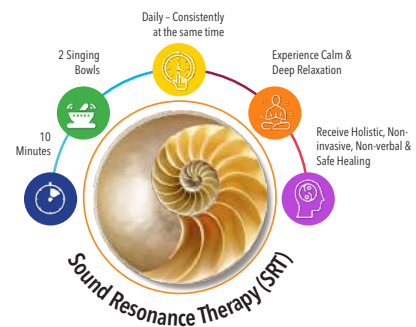 10
Minutes
2 Singing
Bowls
Daily – Consistently
at the same time
Experience Calm &
Deep Relaxation
Receive Holistic, Non-
invasive, Non-verbal &
Safe Healing
Sound Resonance Therapy (SRT)